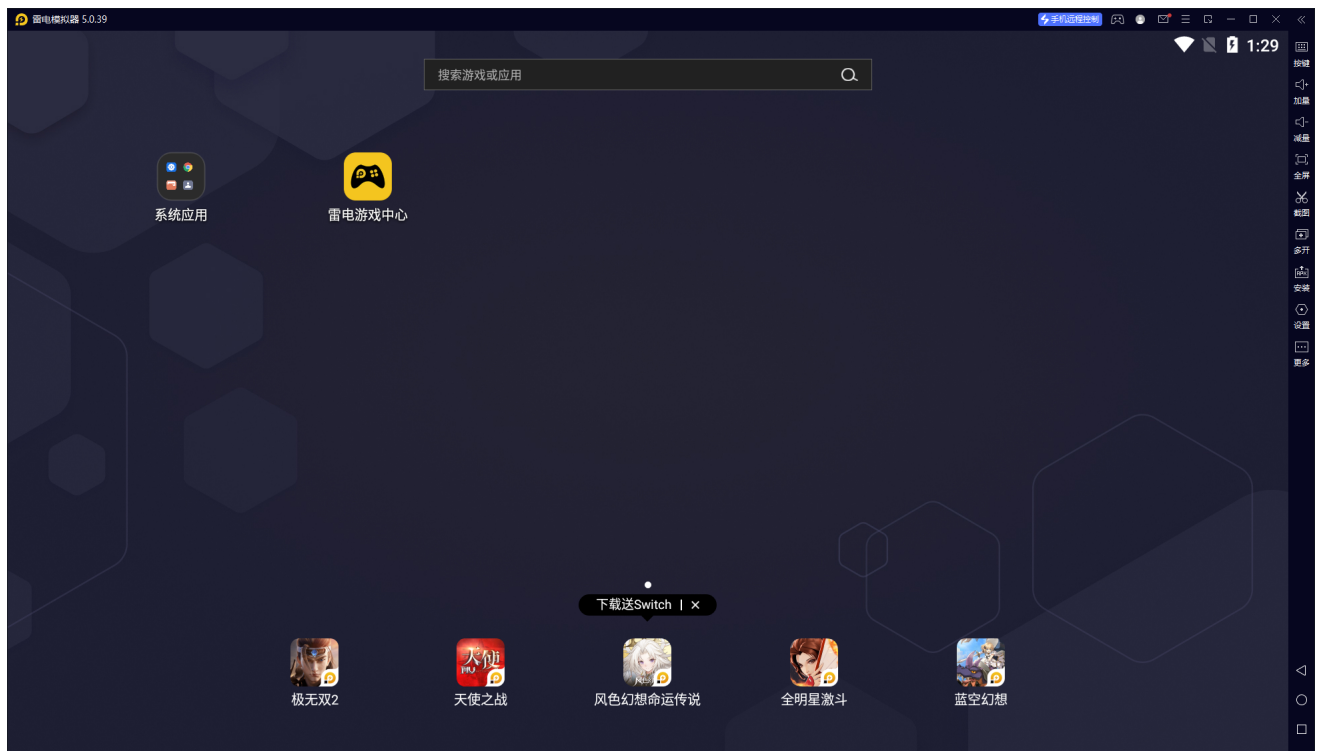 雷电模拟器 5.0.39
手机远程控制
1:29
搜索游戏或应用
按键
加量
减量
全屏
截图
多开
安装
设置
更多
系统应用
雷电游戏中心
下载送Switch
极无双2
天使之战
风色幻想命运传说
全明星激斗
蓝空幻想
天使
MU